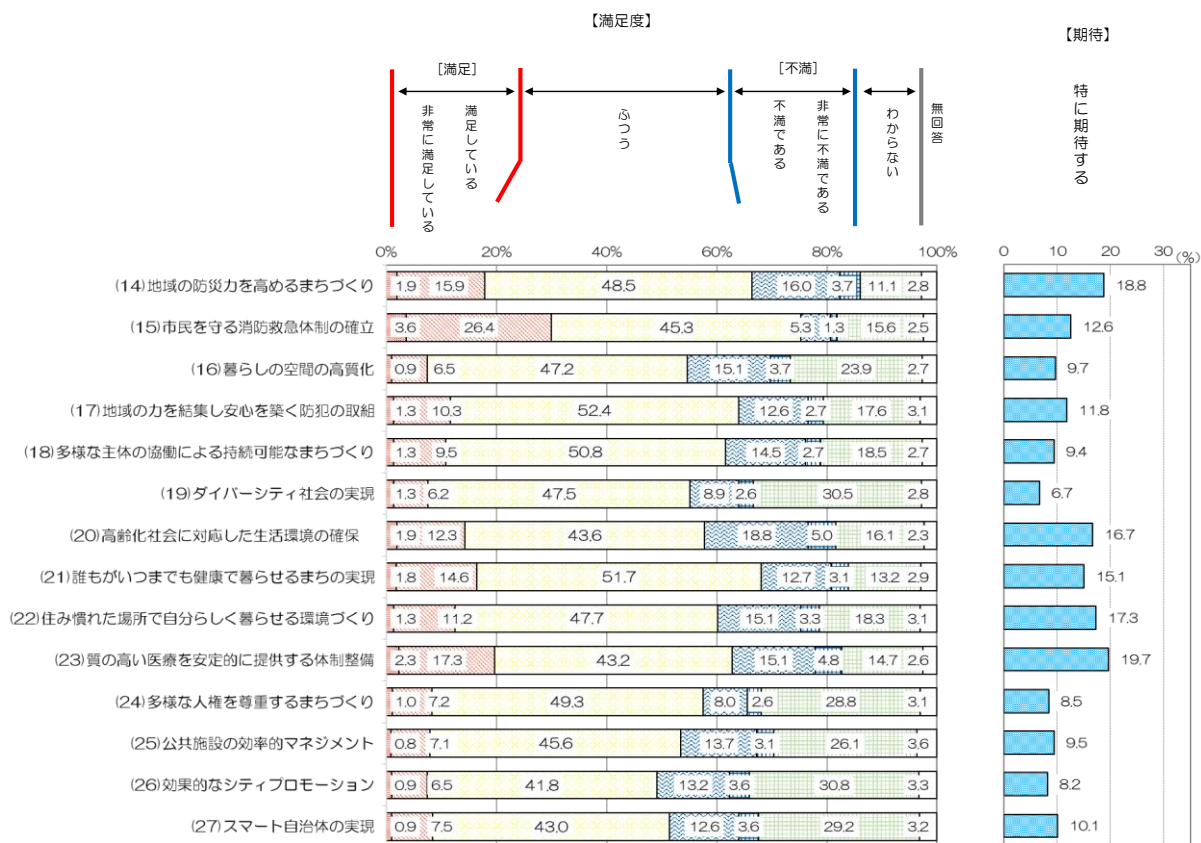 【満足度】
【期待】
［満足］
［不満］
非常に満足している
満足している
ふつう
不満である
非常に不満である
わからない
無回答
特に期待する
0% 20% 40% 60% 80% 100%
0 10 20 30 (%)
(14)地域の防災力を高めるまちづくり 1.9 15.9 48.5 16.0 3.7 11.1 2.8 18.8
(15)市民を守る消防救急体制の確立 3.6 26.4 45.3 5.3 1.3 15.6 2.5 12.6
(16)暮らしの空間の高質化 0.9 6.5 47.2 15.1 3.7 23.9 2.7 9.7
(17)地域の力を結集し安心を築く防犯の取組 1.3 10.3 52.4 12.6 2.7 17.6 3.1 11.8
(18)多様な主体の協働による持続可能なまちづくり 1.3 9.5 50.8 14.5 2.7 18.5 2.7 9.4
(19)ダイバーシティ社会の実現 1.3 6.2 47.5 8.9 2.6 30.5 2.8 6.7
(20)高齢化社会に対応した生活環境の確保 1.9 12.3 43.6 18.8 5.0 16.1 2.3 16.7
(21)誰もがいつまでも健康で暮らせるまちの実現 1.8 14.6 51.7 12.7 3.1 13.2 2.9 15.1
(22)住み慣れた場所で自分らしく暮らせる環境づくり 1.3 11.2 47.7 15.1 3.3 18.3 3.1 17.3
(23)質の高い医療を安定的に提供する体制整備 2.3 17.3 43.2 15.1 4.8 14.7 2.6 19.7
(24)多様な人権を尊重するまちづくり 1.0 7.2 49.3 8.0 2.6 28.8 3.1 8.5
(25)公共施設の効率的マネジメント 0.8 7.1 45.6 13.7 3.1 26.1 3.6 9.5
(26)効果的なシティプロモーション 0.9 6.5 41.8 13.2 3.6 30.8 3.3 8.2
(27)スマート自治体の実現 0.9 7.5 43.0 12.6 3.6 29.2 3.2 10.1